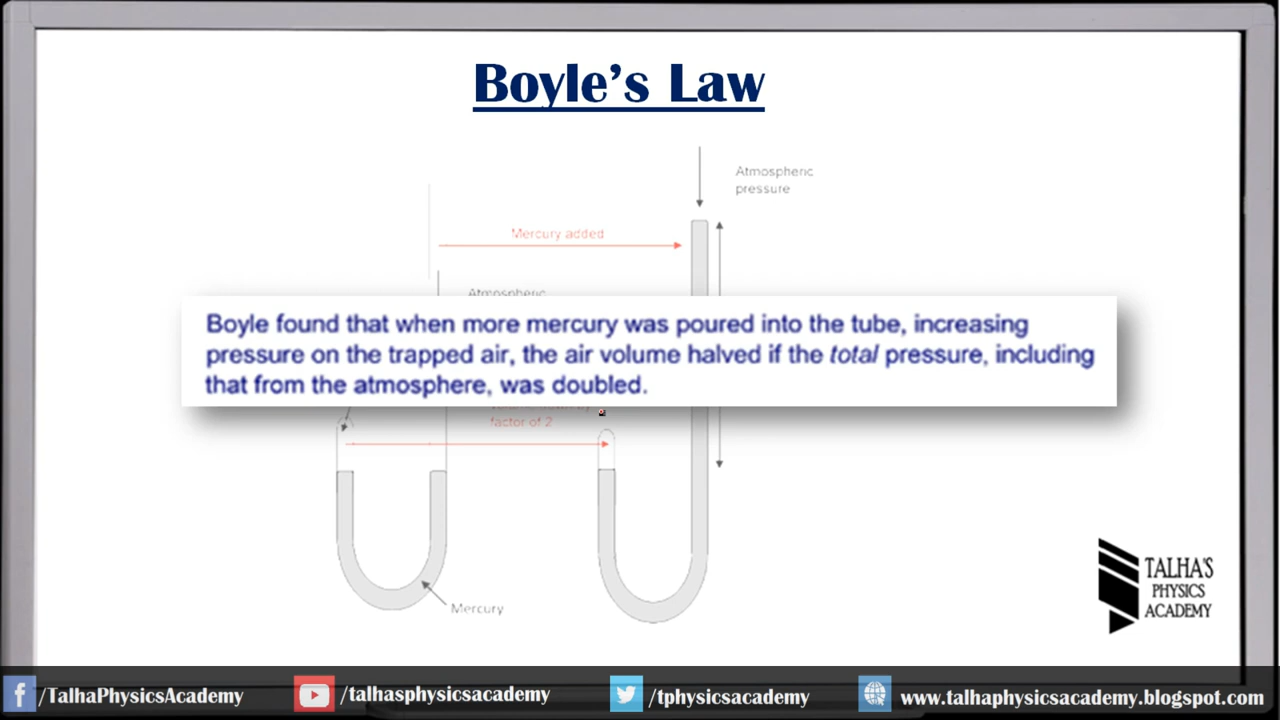 Boyle's Law
Atmospheric
pressure
Mercury added
Atmospheric
Boyle found that when more mercury was poured into the tube, increasing
pressure on the trapped air, the air volume halved if the total pressure, including
that from the atmosphere, was doubled.
factor of 2
Mercury
TALHA'S
PHYSICS
ACADEMY
/TalhaPhysicsAcademy
/talhasphysicsacademy
/tphysicsacademy
www.talhaphysicsacademy.blogspot.com